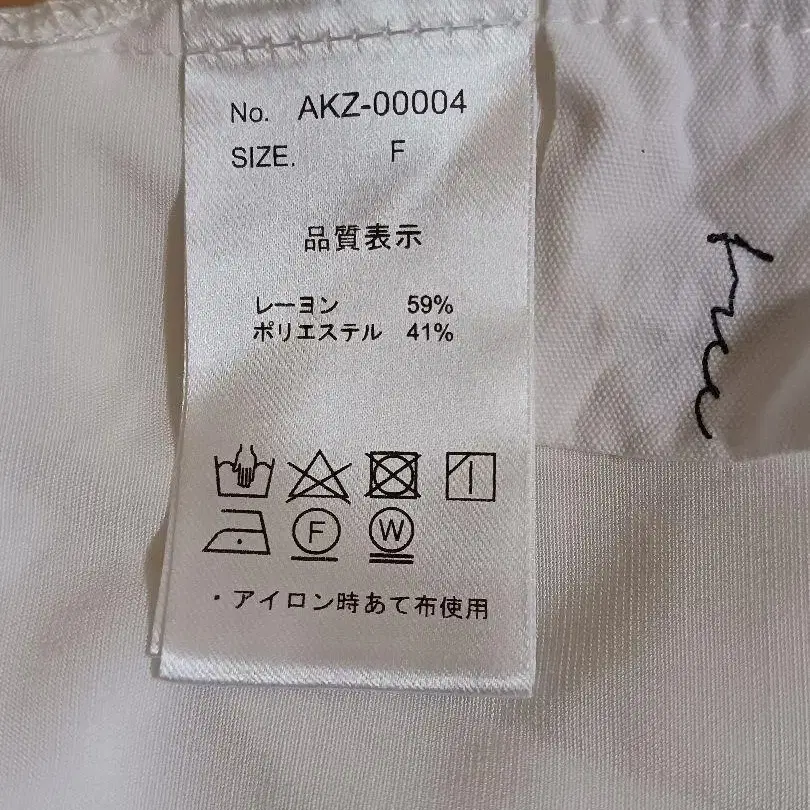 No. AKZ-00004
SIZE. F
品質表示
レーヨン 59%
ポリエステル 41%
F W
・アイロン時あて布使用